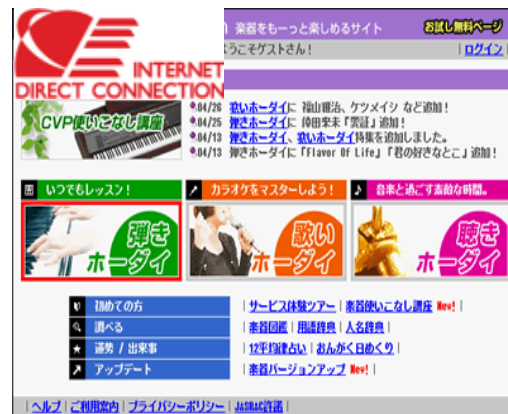 楽器をもーっと楽しめるサイト お試し無料ページ
ようこそゲストさん! |ログイン|
INTERNET
DIRECT CONNECTION
CVP使いこなし講座
04/26 歌いホーダイに 福山雅治、ケツメイシ など追加!
04/25 弾きホーダイに 倖田來未「罪証」追加!
04/13 弾きホーダイ、歌いホーダイ特集を追加しました。
04/13 弾きホーダイに「Flavor Of Life」「君の好きなとこ」追加!
いつでもレッスン! カラオケをマスターしよう! 音楽と過ごす素敵な時間。
弾きホーダイ 歌いホーダイ 聴きホーダイ
初めての方 |サービス体験ツアー|楽器使いこなし講座 New!|
調べる |楽器図鑑|用語辞典|人名辞典|
運勢 / 出来事 |12平均律占い|おんがく日めくり|
アップデート |楽器バージョンアップ New!|
|ヘルプ|ご利用案内|プライバシーポリシー|JASRAC許諾|